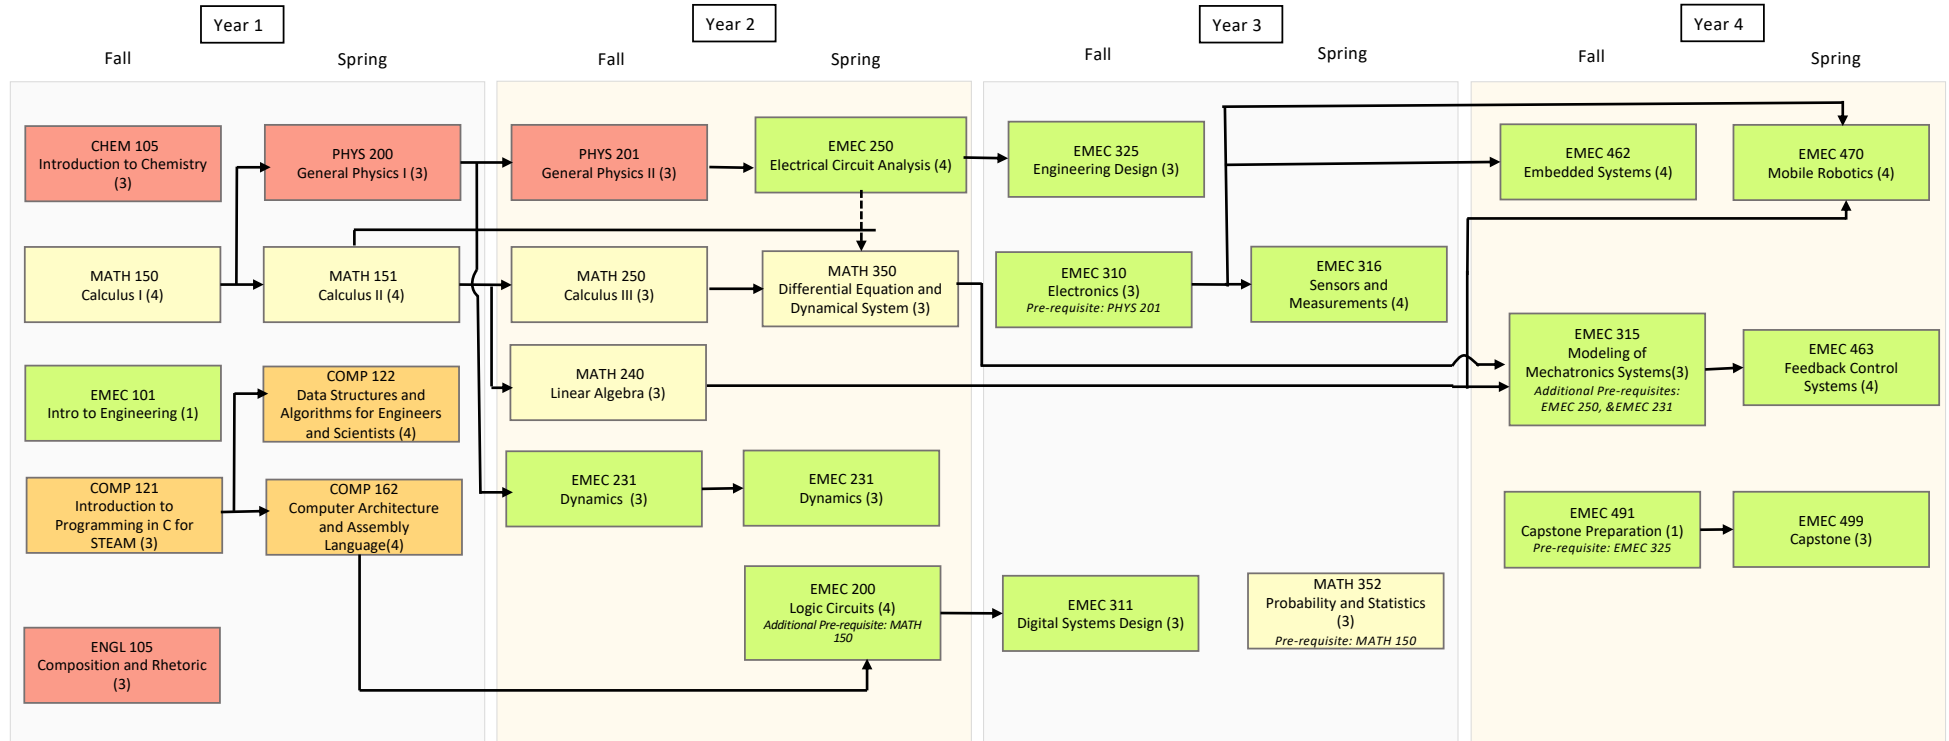 Year 1
Year 2
Year 3
Year 4
Fall
Spring
Fall
Spring
Fall
Spring
Fall
Spring
CHEM 105
Introduction to Chemistry
(3)
PHYS 200
General Physics I (3)
PHYS 201
General Physics II (3)
EMEC 250
Electrical Circuit Analysis (4)
EMEC 325
Engineering Design (3)
EMEC 462
Embedded Systems (4)
EMEC 470
Mobile Robotics (4)
MATH 150
Calculus I (4)
MATH 151
Calculus II (4)
MATH 250
Calculus III (3)
MATH 350
Differential Equation and
Dynamical System (3)
EMEC 310
Electronics (3)
Pre-requisite: PHYS 201
EMEC 316
Sensors and
Measurements (4)
EMEC 315
Modeling of
Mechatronics Systems(3)
Additional Pre-requisites:
EMEC 250, &EMEC 231
EMEC 463
Feedback Control
Systems (4)
EMEC 101
Intro to Engineering (1)
COMP 122
Data Structures and
Algorithms for Engineers
and Scientists (4)
MATH 240
Linear Algebra (3)
COMP 121
Introduction to
Programming in C for
STEAM (3)
COMP 162
Computer Architecture
and Assembly
Language(4)
EMEC 231
Dynamics (3)
EMEC 231
Dynamics (3)
EMEC 491
Capstone Preparation (1)
Pre-requisite: EMEC 325
EMEC 499
Capstone (3)
EMEC 200
Logic Circuits (4)
Additional Pre-requisite: MATH
150
EMEC 311
Digital Systems Design (3)
MATH 352
Probability and Statistics
(3)
Pre-requisite: MATH 150
ENGL 105
Composition and Rhetoric
(3)